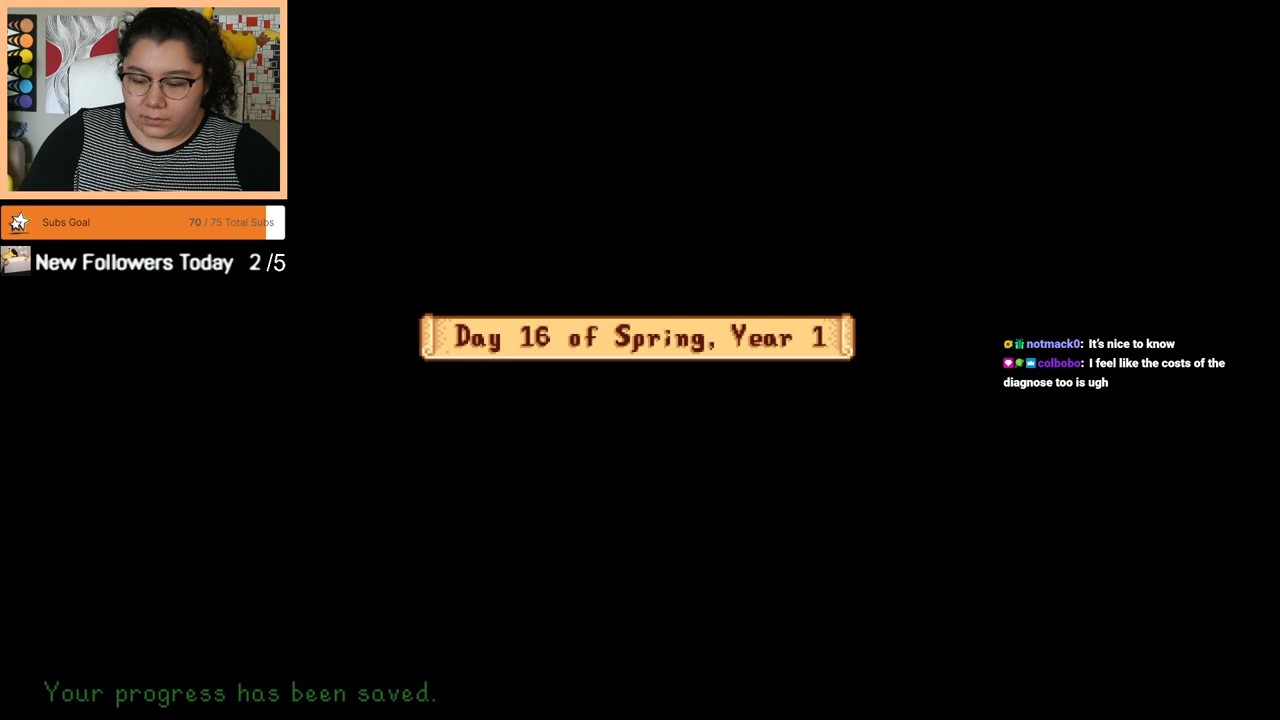 Subs Goal 70 / 75 Total Subs
New Followers Today 2 /5
Day 16 of Spring, Year 1
notmack0: It's nice to know
colbobo: I feel like the costs of the
diagnose too is ugh
Your progress has been saved.